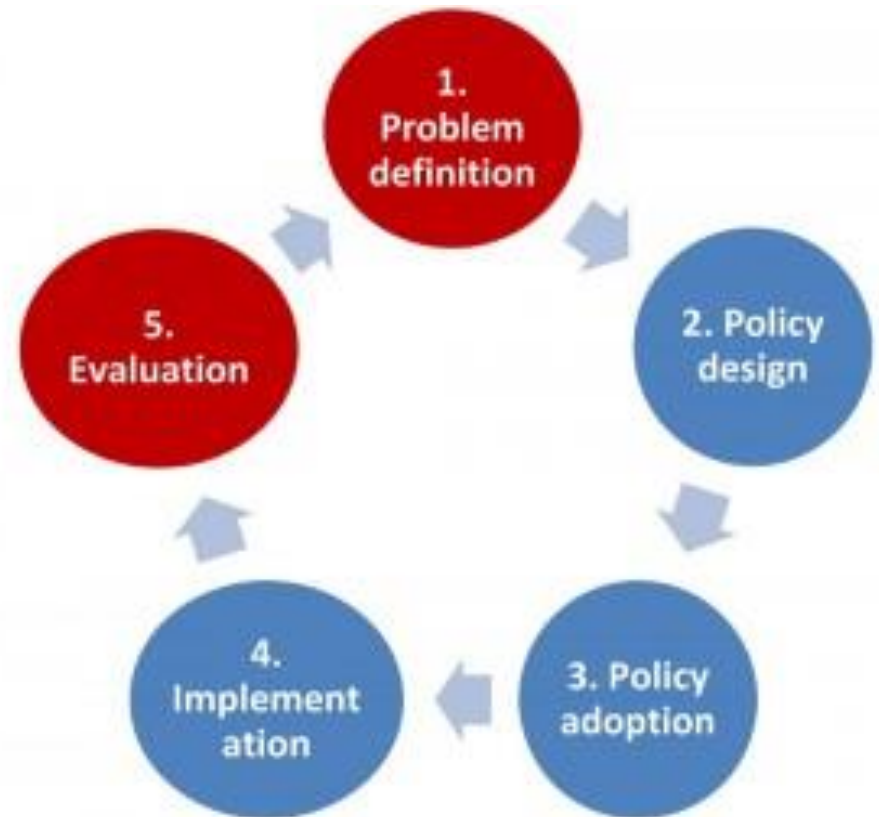 1.
Problem
definition
2. Policy
design
3. Policy
adoption
4.
Implement
ation
5.
Evaluation